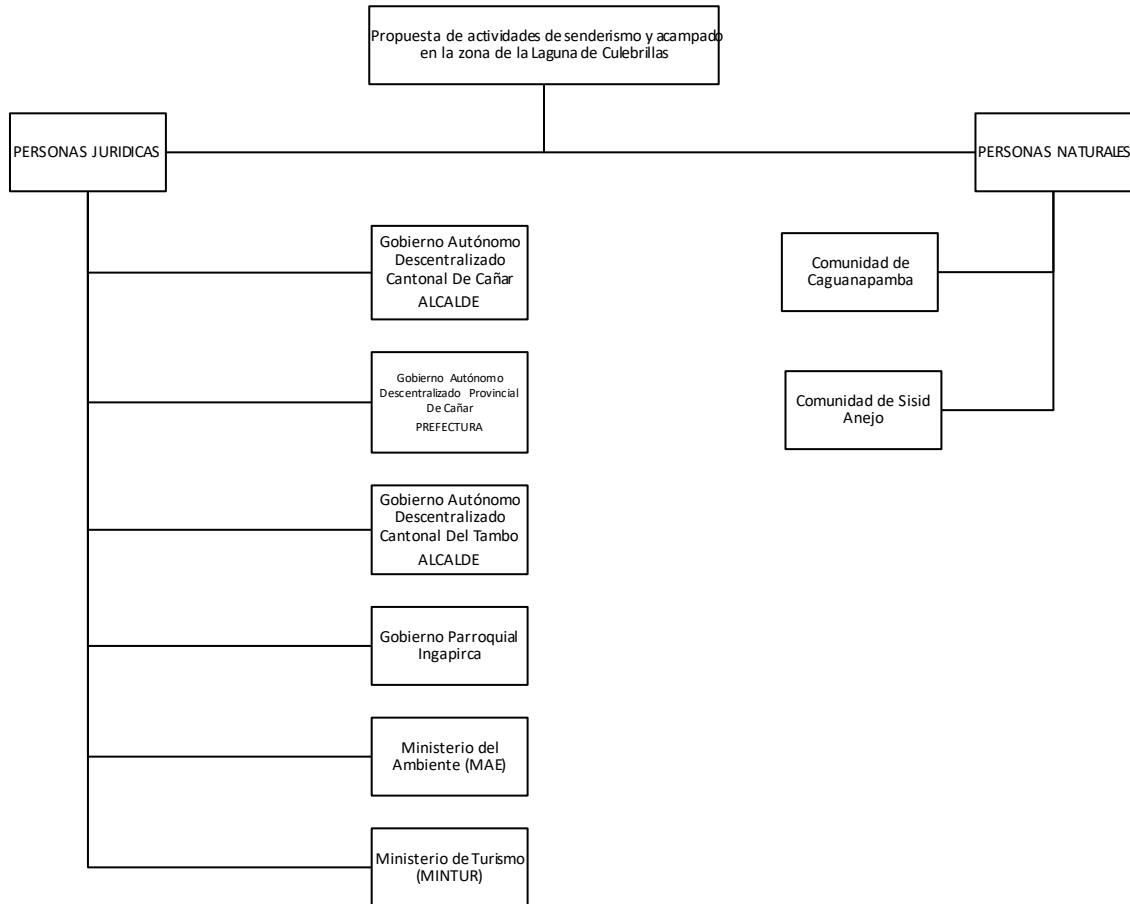 Propuesta de actividades de senderismo y acampado
en la zona de la Laguna de Culebrillas
PERSONAS JURIDICAS
PERSONAS NATURALES
Gobierno Autónomo
Descentralizado
Cantonal De Cañar
ALCALDE
Gobierno Autónomo
Descentralizado Provincial
De Cañar
PREFECTURA
Gobierno Autónomo
Descentralizado
Cantonal Del Tambo
ALCALDE
Gobierno Parroquial
Ingapirca
Ministerio del
Ambiente (MAE)
Ministerio de Turismo
(MINTUR)
Comunidad de
Caguanapamba
Comunidad de Sisid
Anejo